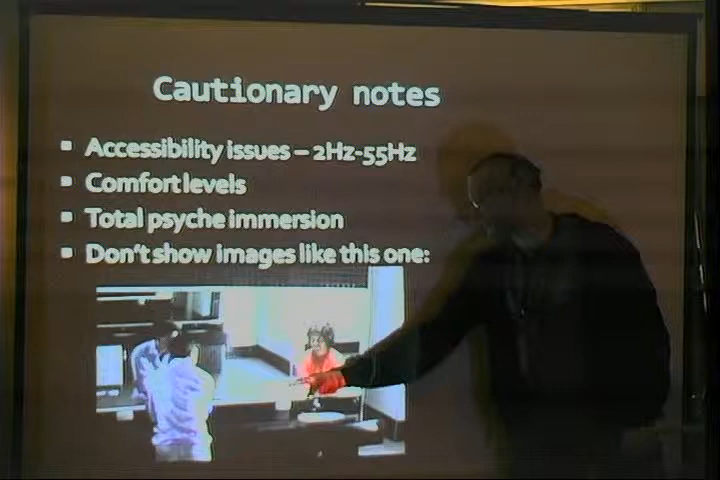 Cautionary notes
▪ Accessibility issues – 2Hz-55Hz
▪ Comfort levels
▪ Total psyche immersion
▪ Don't show images like this one: